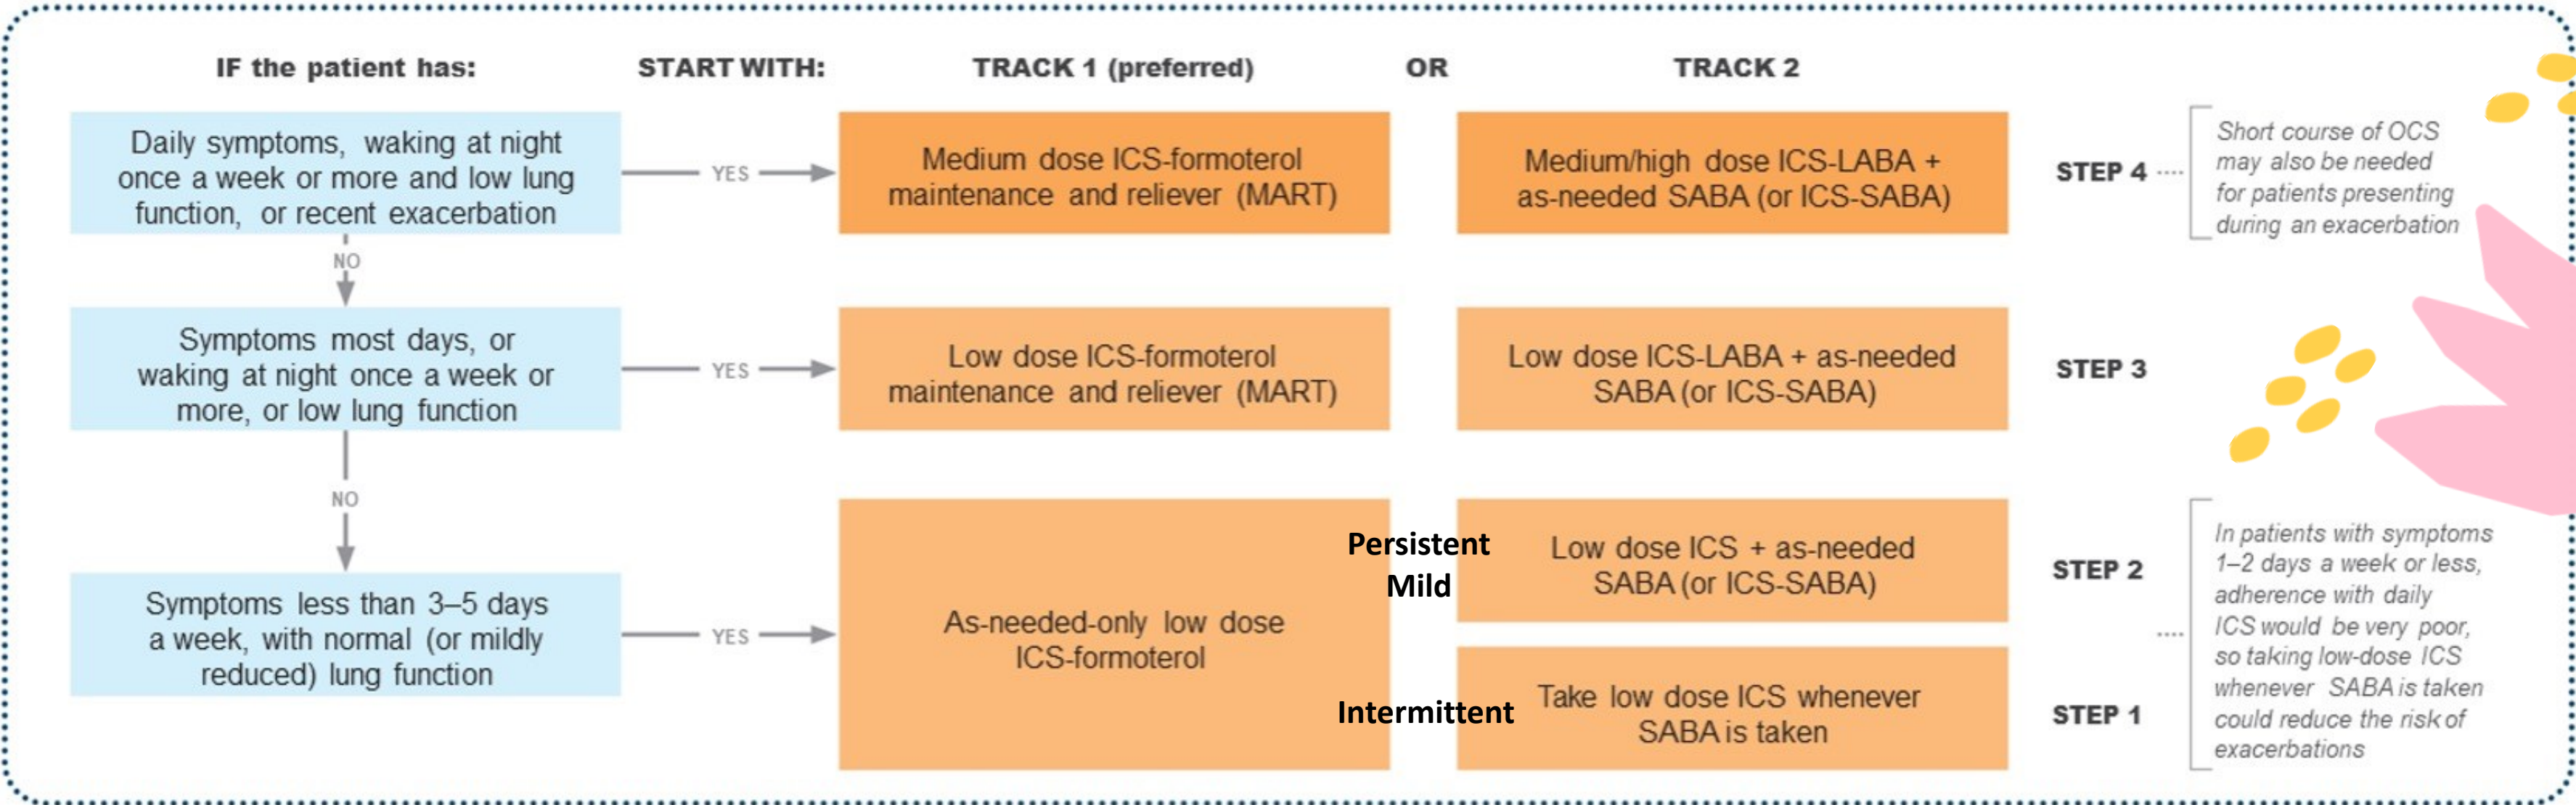 IF the patient has:
START WITH:
TRACK 1 (preferred)
OR
TRACK 2
Daily symptoms, waking at night
once a week or more and low lung
function, or recent exacerbation
YES
Medium dose ICS-formoterol
maintenance and reliever (MART)
Medium/high dose ICS-LABA +
as-needed SABA (or ICS-SABA)
STEP 4
Short course of OCS
may also be needed
for patients presenting
during an exacerbation
NO
Symptoms most days, or
waking at night once a week or
more, or low lung function
YES
Low dose ICS-formoterol
maintenance and reliever (MART)
Low dose ICS-LABA + as-needed
SABA (or ICS-SABA)
STEP 3
NO
Symptoms less than 3–5 days
a week, with normal (or mildly
reduced) lung function
YES
As-needed-only low dose
ICS-formoterol
Persistent
Mild
Low dose ICS + as-needed
SABA (or ICS-SABA)
STEP 2
Intermittent
Take low dose ICS whenever
SABA is taken
STEP 1
In patients with symptoms
1–2 days a week or less,
adherence with daily
ICS would be very poor,
so taking low-dose ICS
whenever SABA is taken
could reduce the risk of
exacerbations